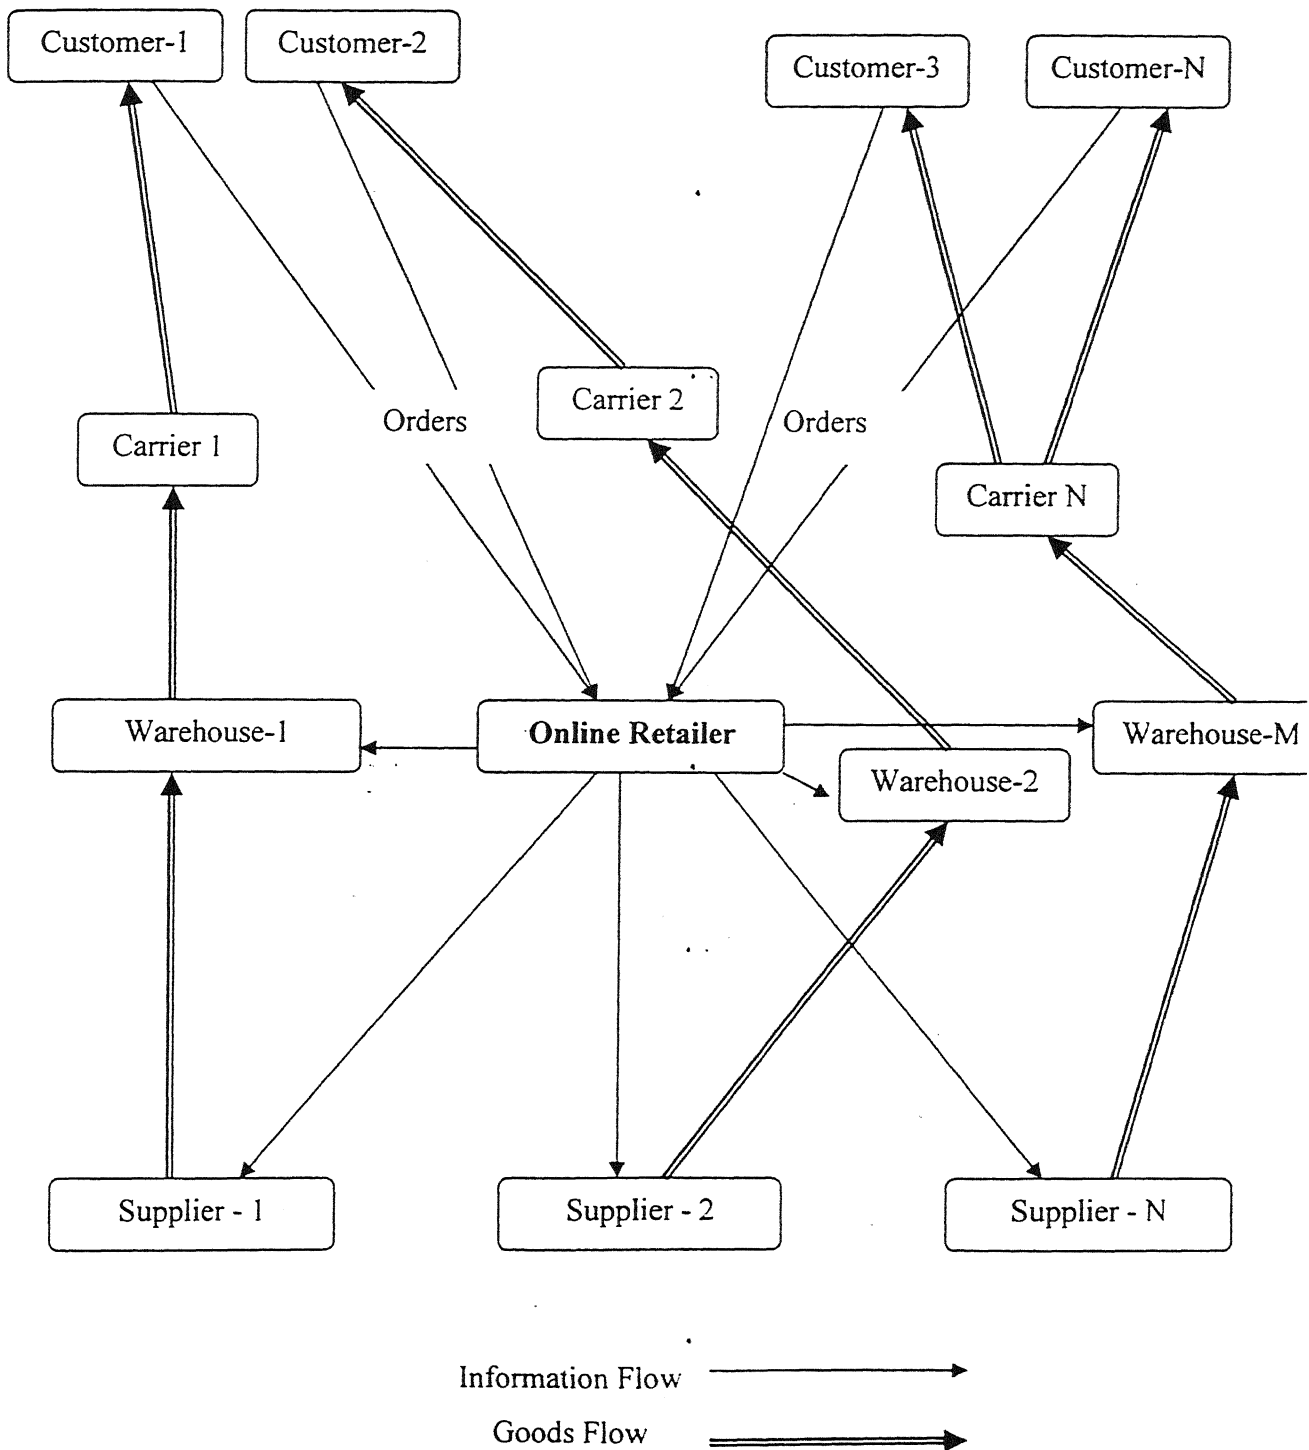 Customer-1
Customer-2
Customer-3
Customer-N
Orders
Carrier 2
Orders
Carrier 1
Carrier N
Warehouse-1
Online Retailer
Warehouse-2
Warehouse-M
Supplier - 1
Supplier - 2
Supplier - N
Information Flow
Goods Flow